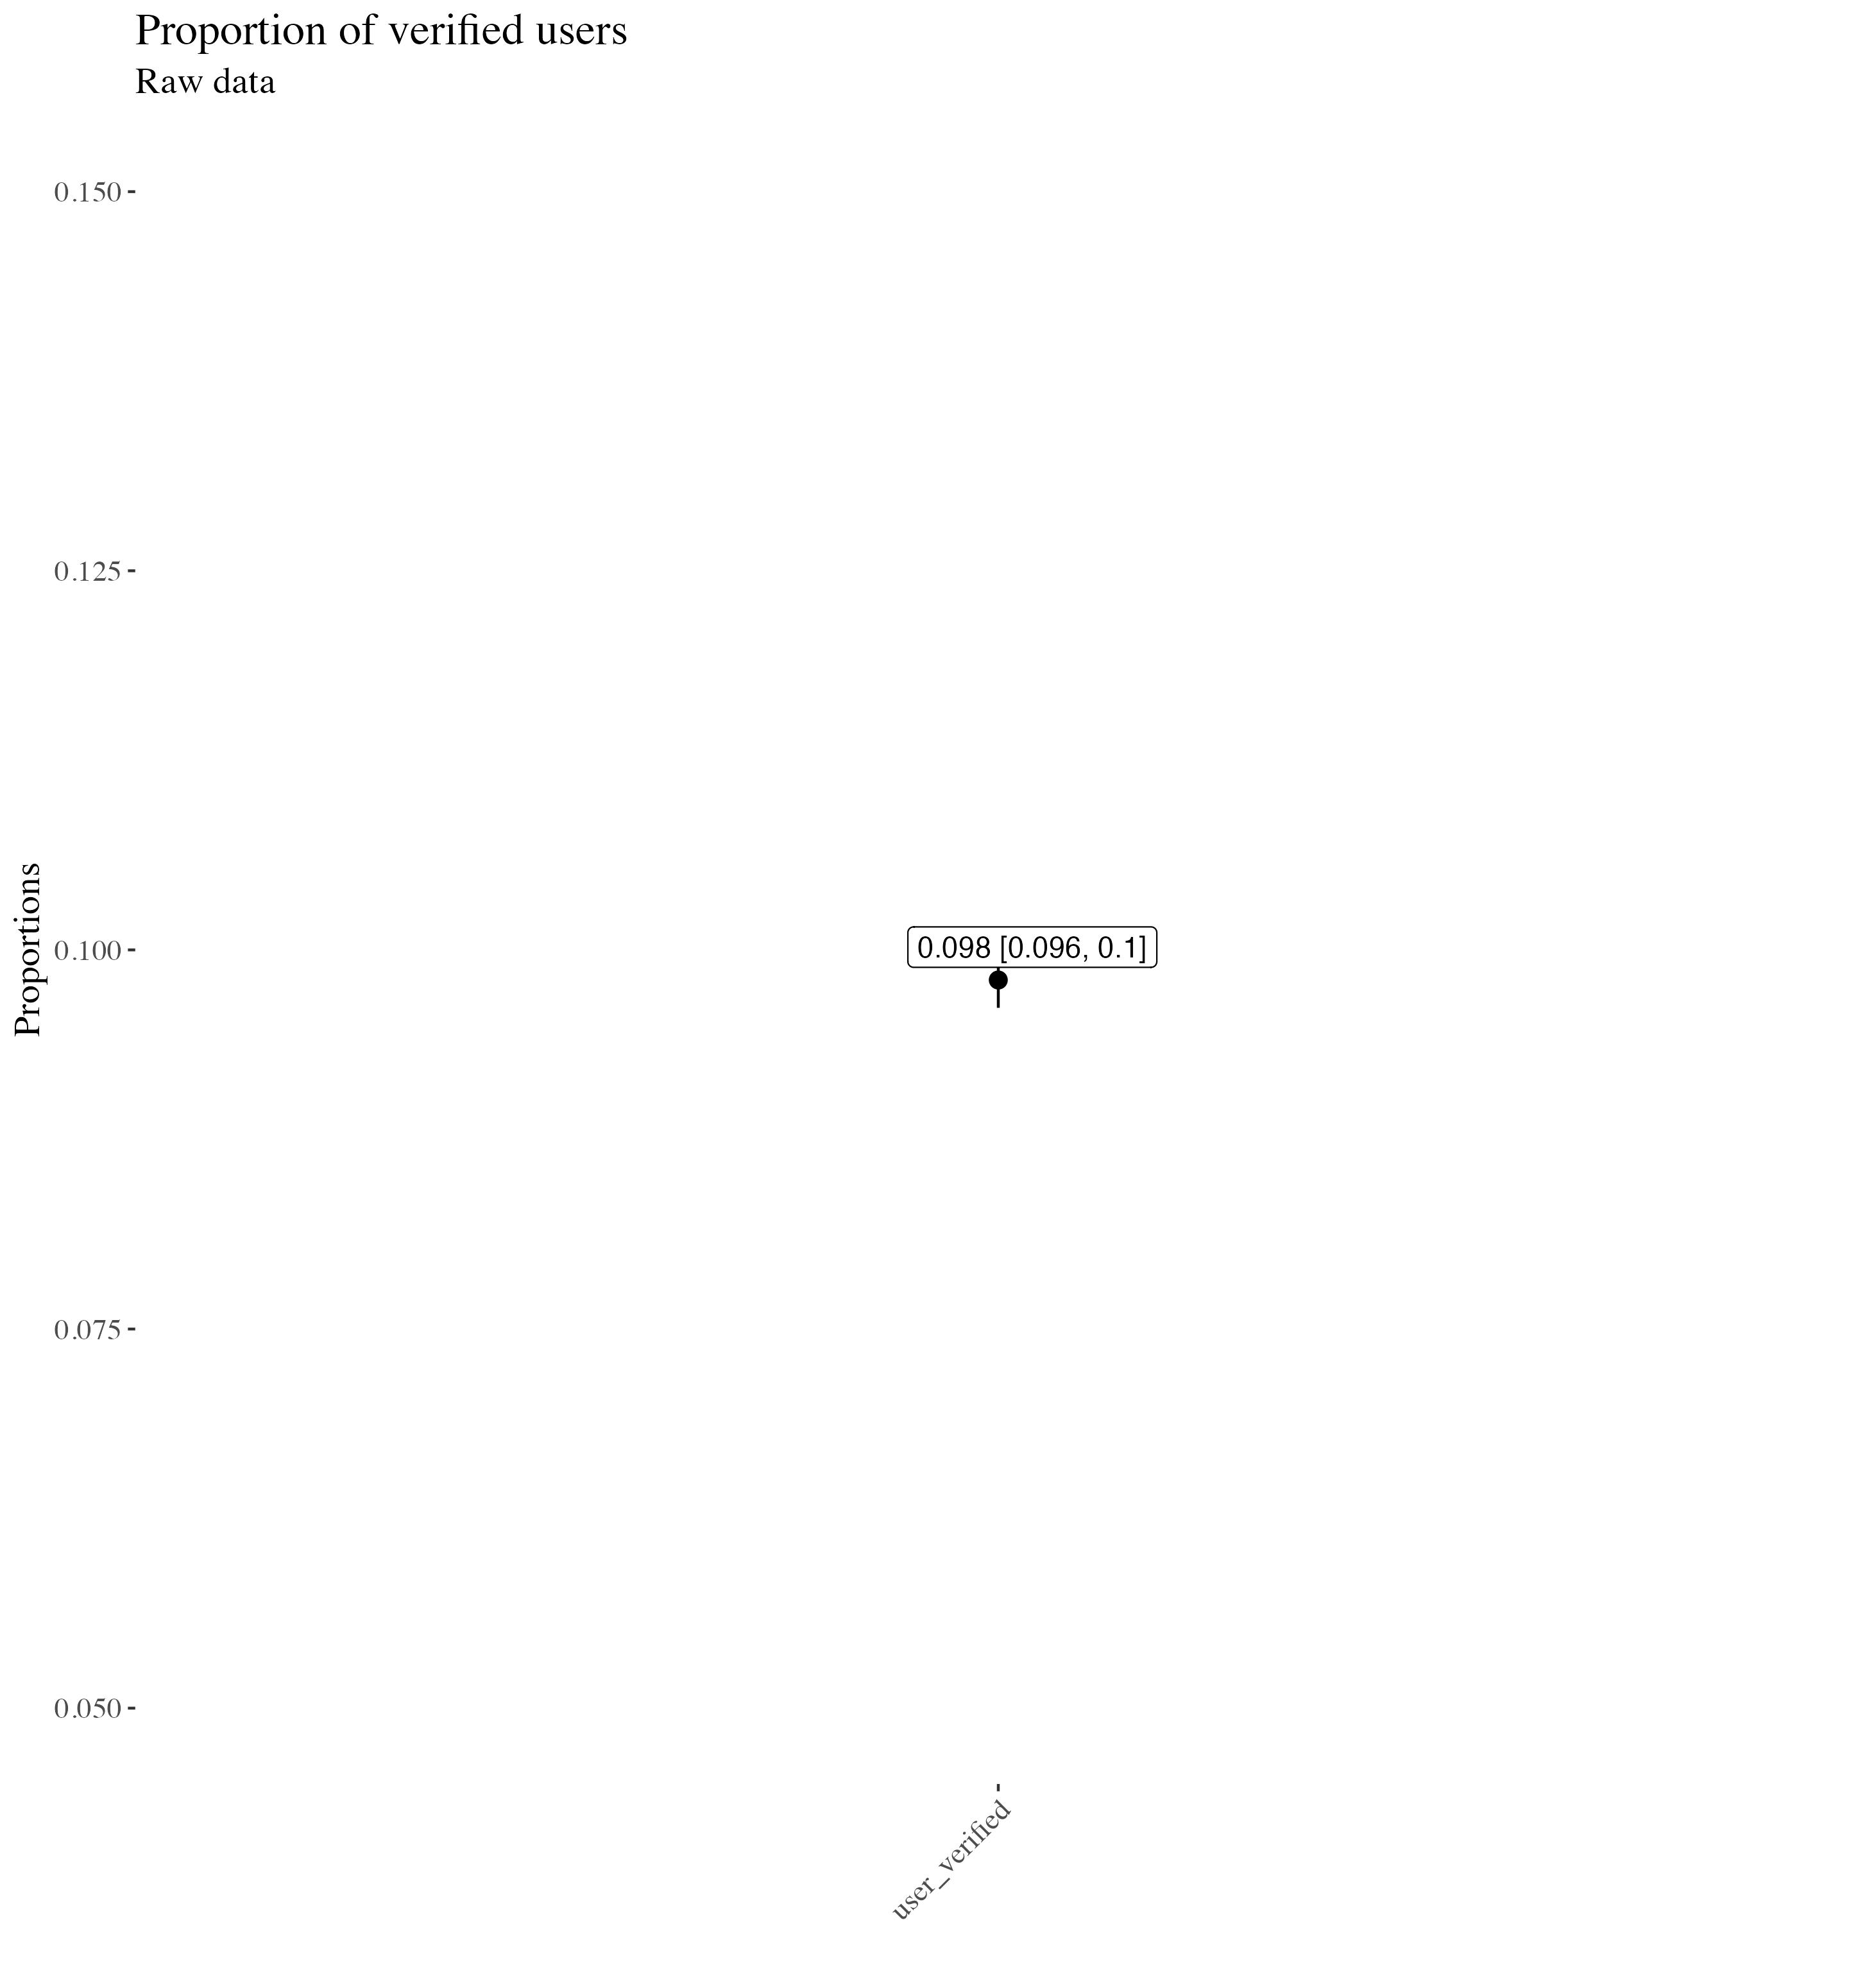 Proportion of verified users
Raw data
0.150
0.125
0.100
0.075
0.050
Proportions
0.098 [0.096, 0.1]
user_verified